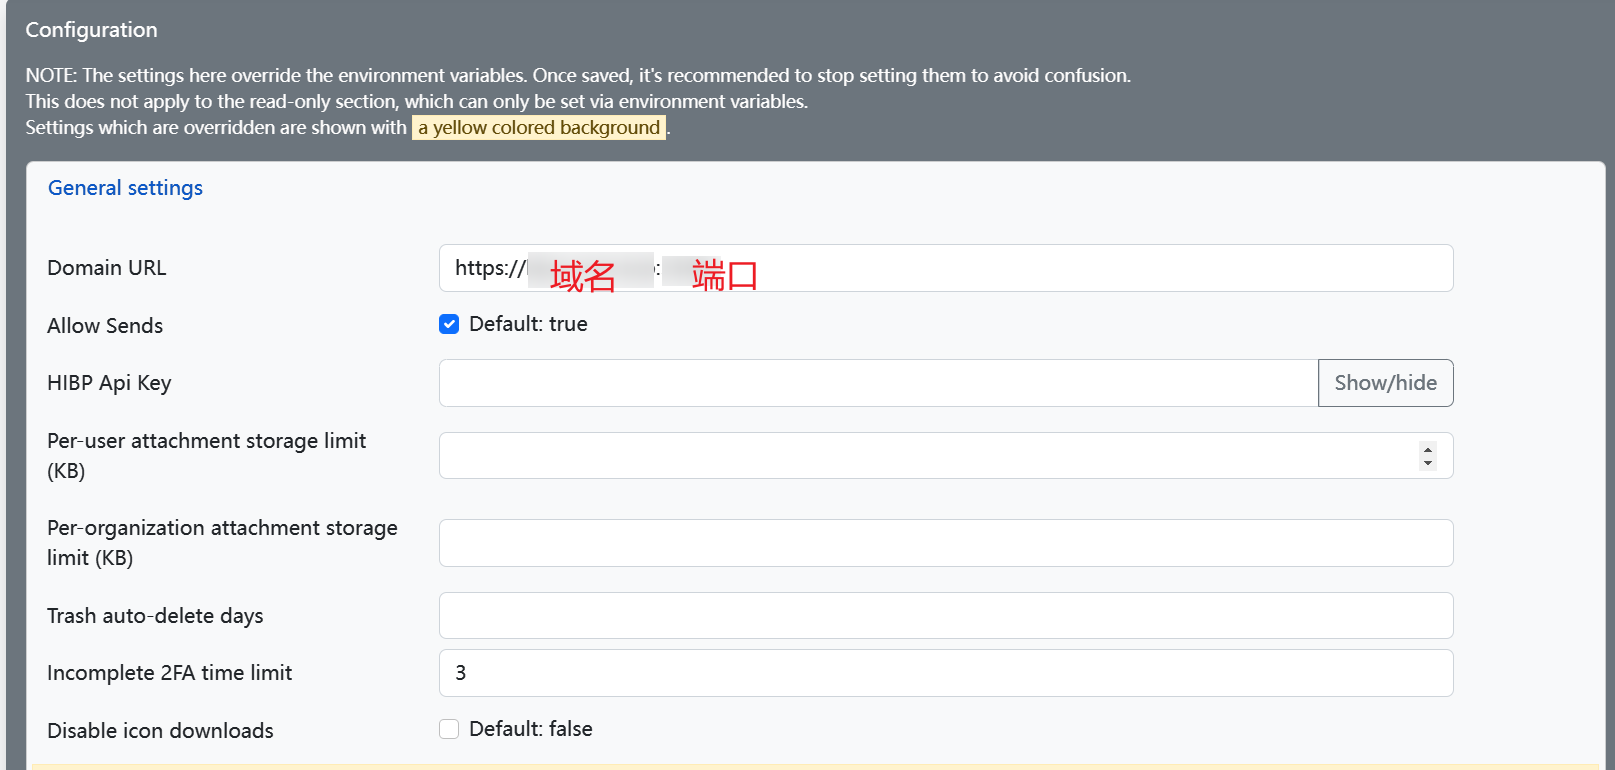 Configuration
NOTE: The settings here override the environment variables. Once saved, it's recommended to stop setting them to avoid confusion.
This does not apply to the read-only section, which can only be set via environment variables.
Settings which are overridden are shown with a yellow colored background.
General settings
Domain URL https:// 域名 : 端口
Allow Sends Default: true
HIBP Api Key Show/hide
Per-user attachment storage limit
(KB)
Per-organization attachment storage
limit (KB)
Trash auto-delete days
Incomplete 2FA time limit 3
Disable icon downloads Default: false